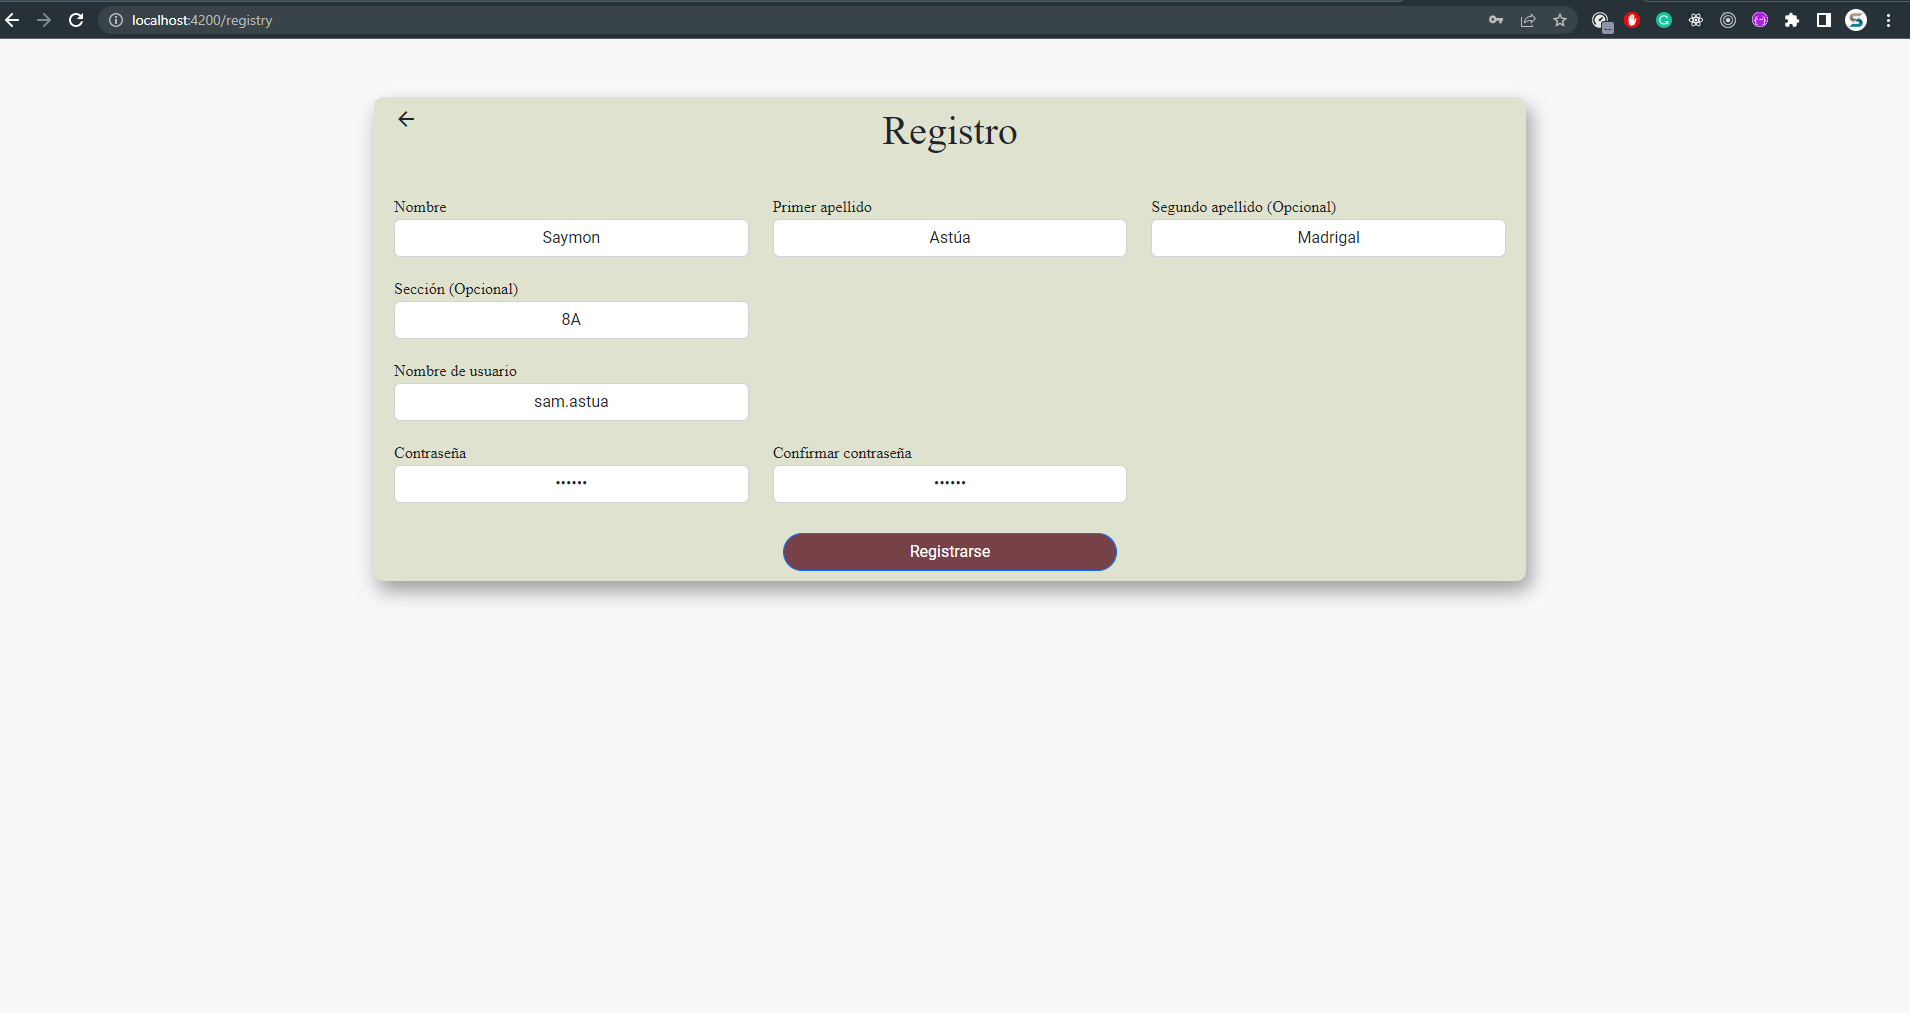 localhost:4200/registry
Registro
Nombre
Primer apellido
Segundo apellido (Opcional)
Saymon
Astúa
Madrigal
Sección (Opcional)
8A
Nombre de usuario
sam.astua
Contraseña
Confirmar contraseña
••••••
••••••
Registrarse